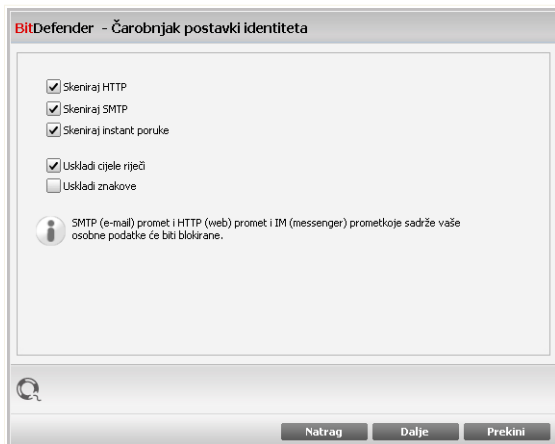 BitDefender - Čarobnjak postavki identiteta
Skeniraj HTTP
Skeniraj SMTP
Skeniraj instant poruke
Uskladi cijele riječi
Uskladi znakove
SMTP (e-mail) promet i HTTP (web) promet i IM (messenger) prometkoje sadrže vaše
osobne podatke će biti blokirane.
Natrag Dalje Prekini